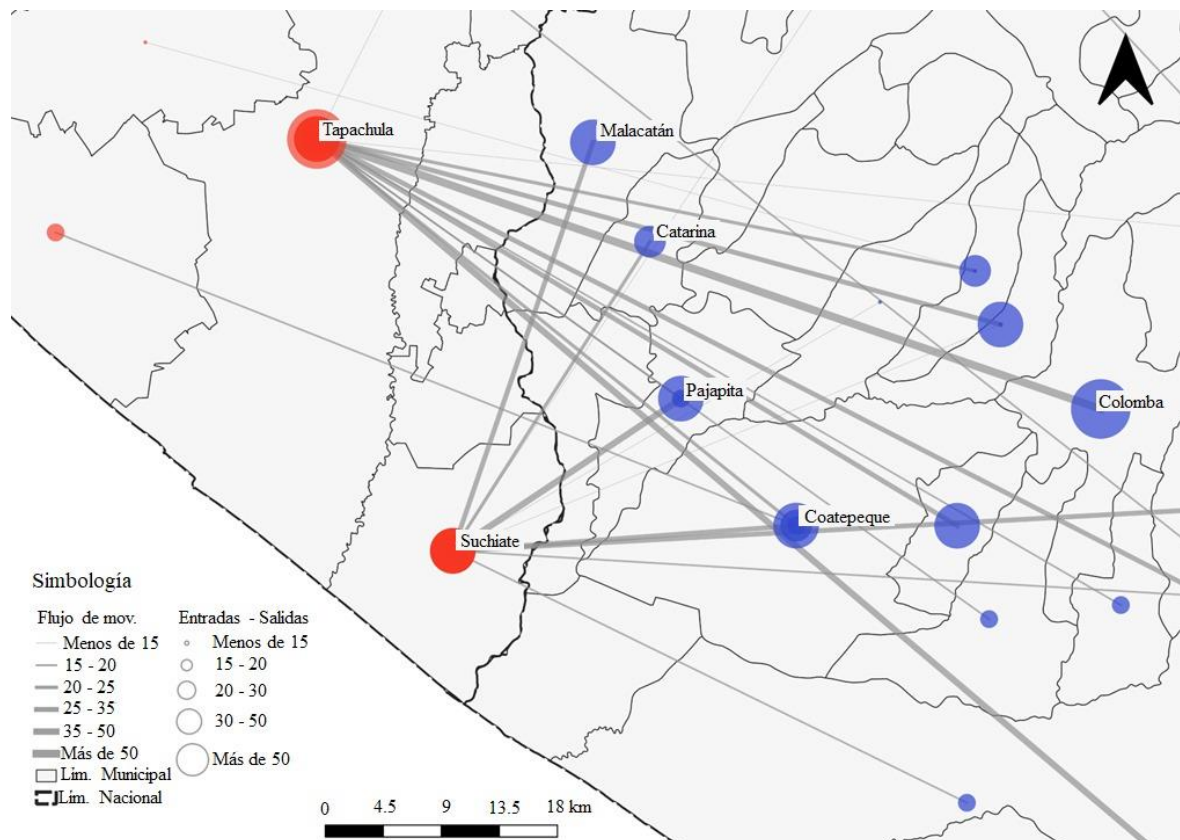 Tapachula
Malacatán
Catarina
Pajapita
Colomba
Coatepeque
Suchiate
Simbología
Flujo de mov.
Menos de 15
15 - 20
20 - 25
25 - 35
35 - 50
Más de 50
Lim. Municipal
Lím. Nacional
Entradas - Salidas
Menos de 15
15 - 20
20 - 30
30 - 50
Más de 50
0 4.5 9 13.5 18 km